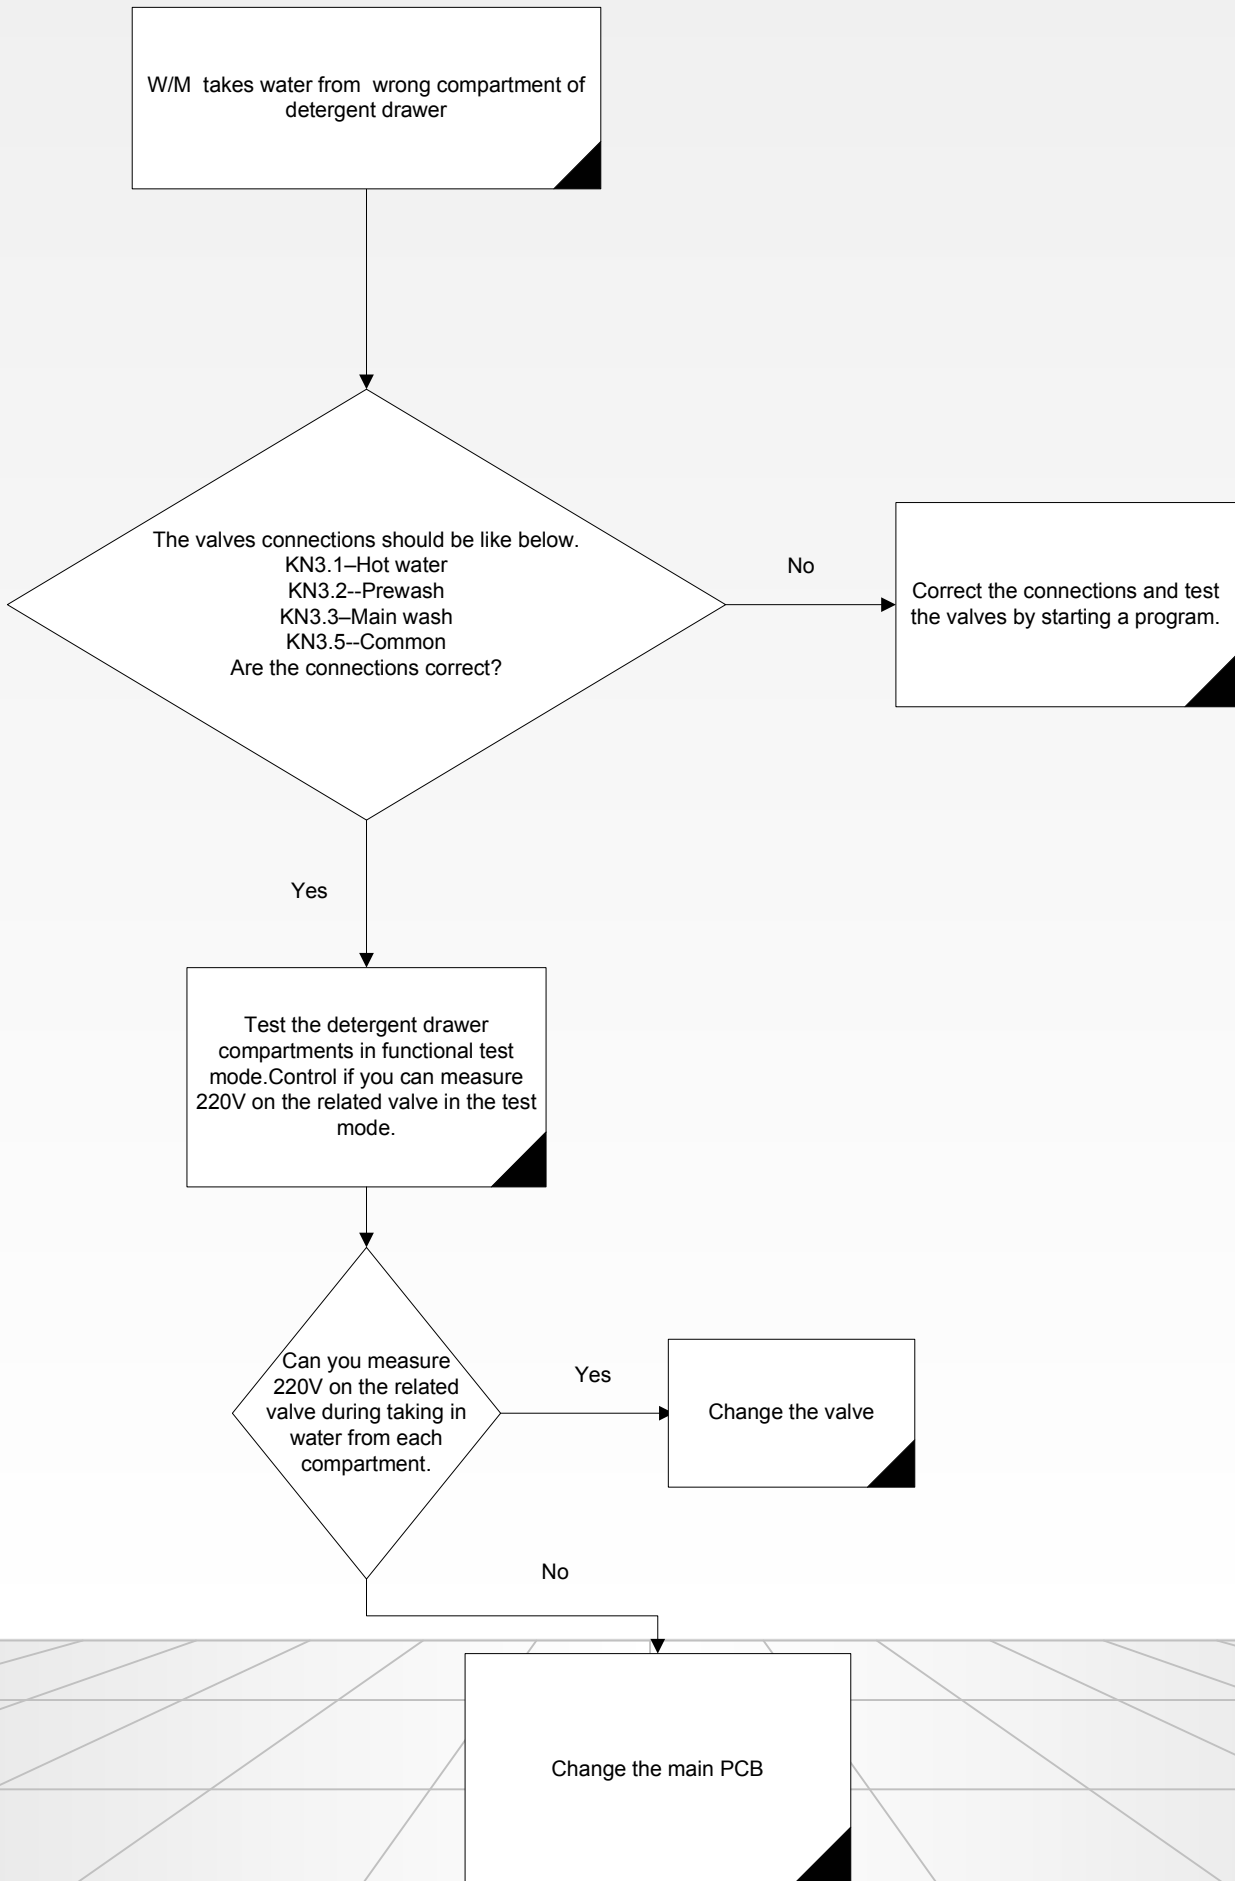 W/M  takes water from  wrong compartment of
detergent drawer
The valves connections should be like below.
KN3.1–Hot water
KN3.2--Prewash
KN3.3–Main wash
KN3.5--Common
Are the connections correct?
No
Correct the connections and test
the valves by starting a program.
Yes
Test the detergent drawer
compartments in functional test
mode.Control if you can measure
220V on the related valve in the test
mode.
Can you measure
220V on the related
valve during taking in
water from each
compartment.
Yes
Change the valve
No
Change the main PCB